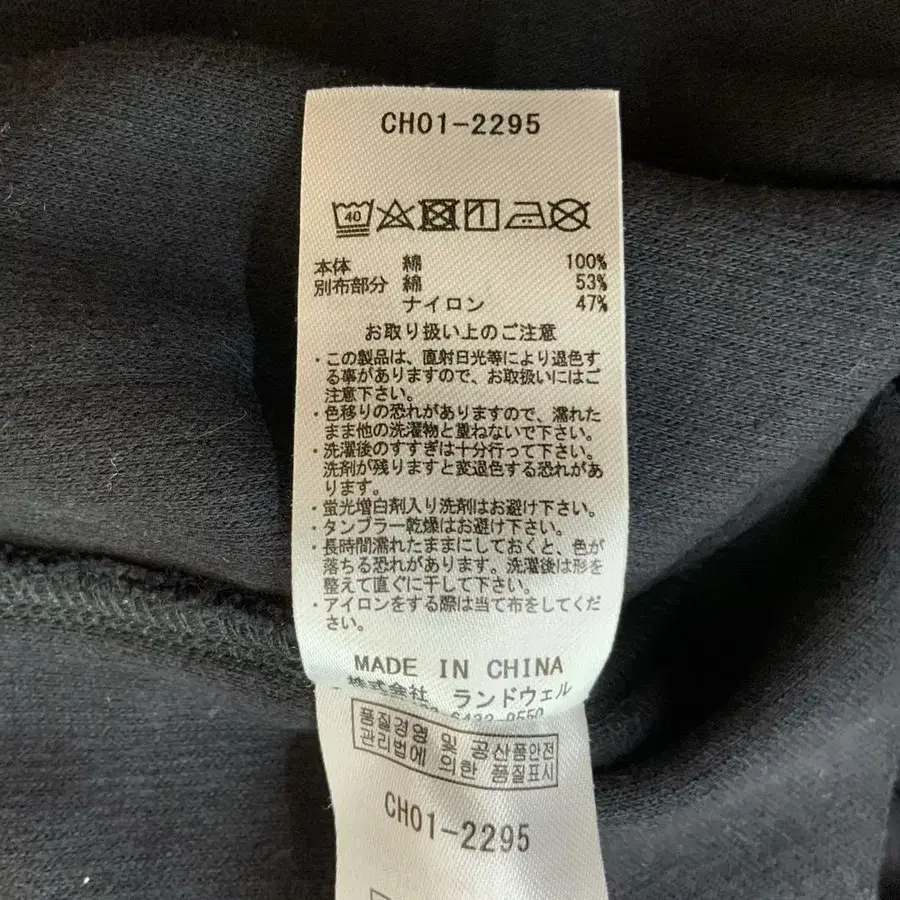 CH01-2295
40
本体 綿 100%
別布部分 綿 53%
ナイロン 47%
お取り扱い上のご注意
・この製品は、直射日光等により退色す
る事がありますので、お取扱いにはご
注意下さい。
・色移りの恐れがありますので、濡れた
まま他の洗濯物と重ねないで下さい。
・洗濯後のすすぎは十分行って下さい。
洗剤が残りますと変退色する恐れがあ
ります。
・蛍光増白剤入り洗剤はお避け下さい。
・タンブラー乾燥はお避け下さい。
・長時間濡れたままにしておくと、色が
落ちる恐れがあります。洗濯後は形を
整えて直ぐに干して下さい。
・アイロンをする際は当て布をしてくだ
さい。
MADE IN CHINA
株式会社 ランドウェル
품질경영 및 공산품안전
관리법에 의한 품질표시
CH01-2295